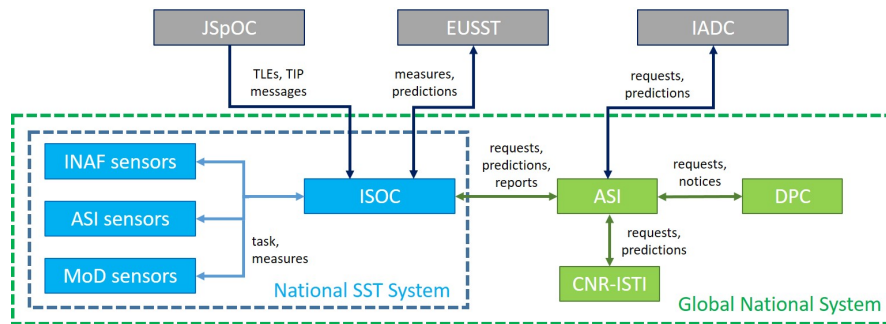 JSpOC
EUSST
IADC
TLEs, TIP
messages
measures,
predictions
requests,
predictions
INAF sensors
ASI sensors
MoD sensors
task,
measures
ISOC
National SST System
requests,
predictions,
reports
ASI
requests,
notices
DPC
requests,
predictions
CNR-ISTI
Global National System